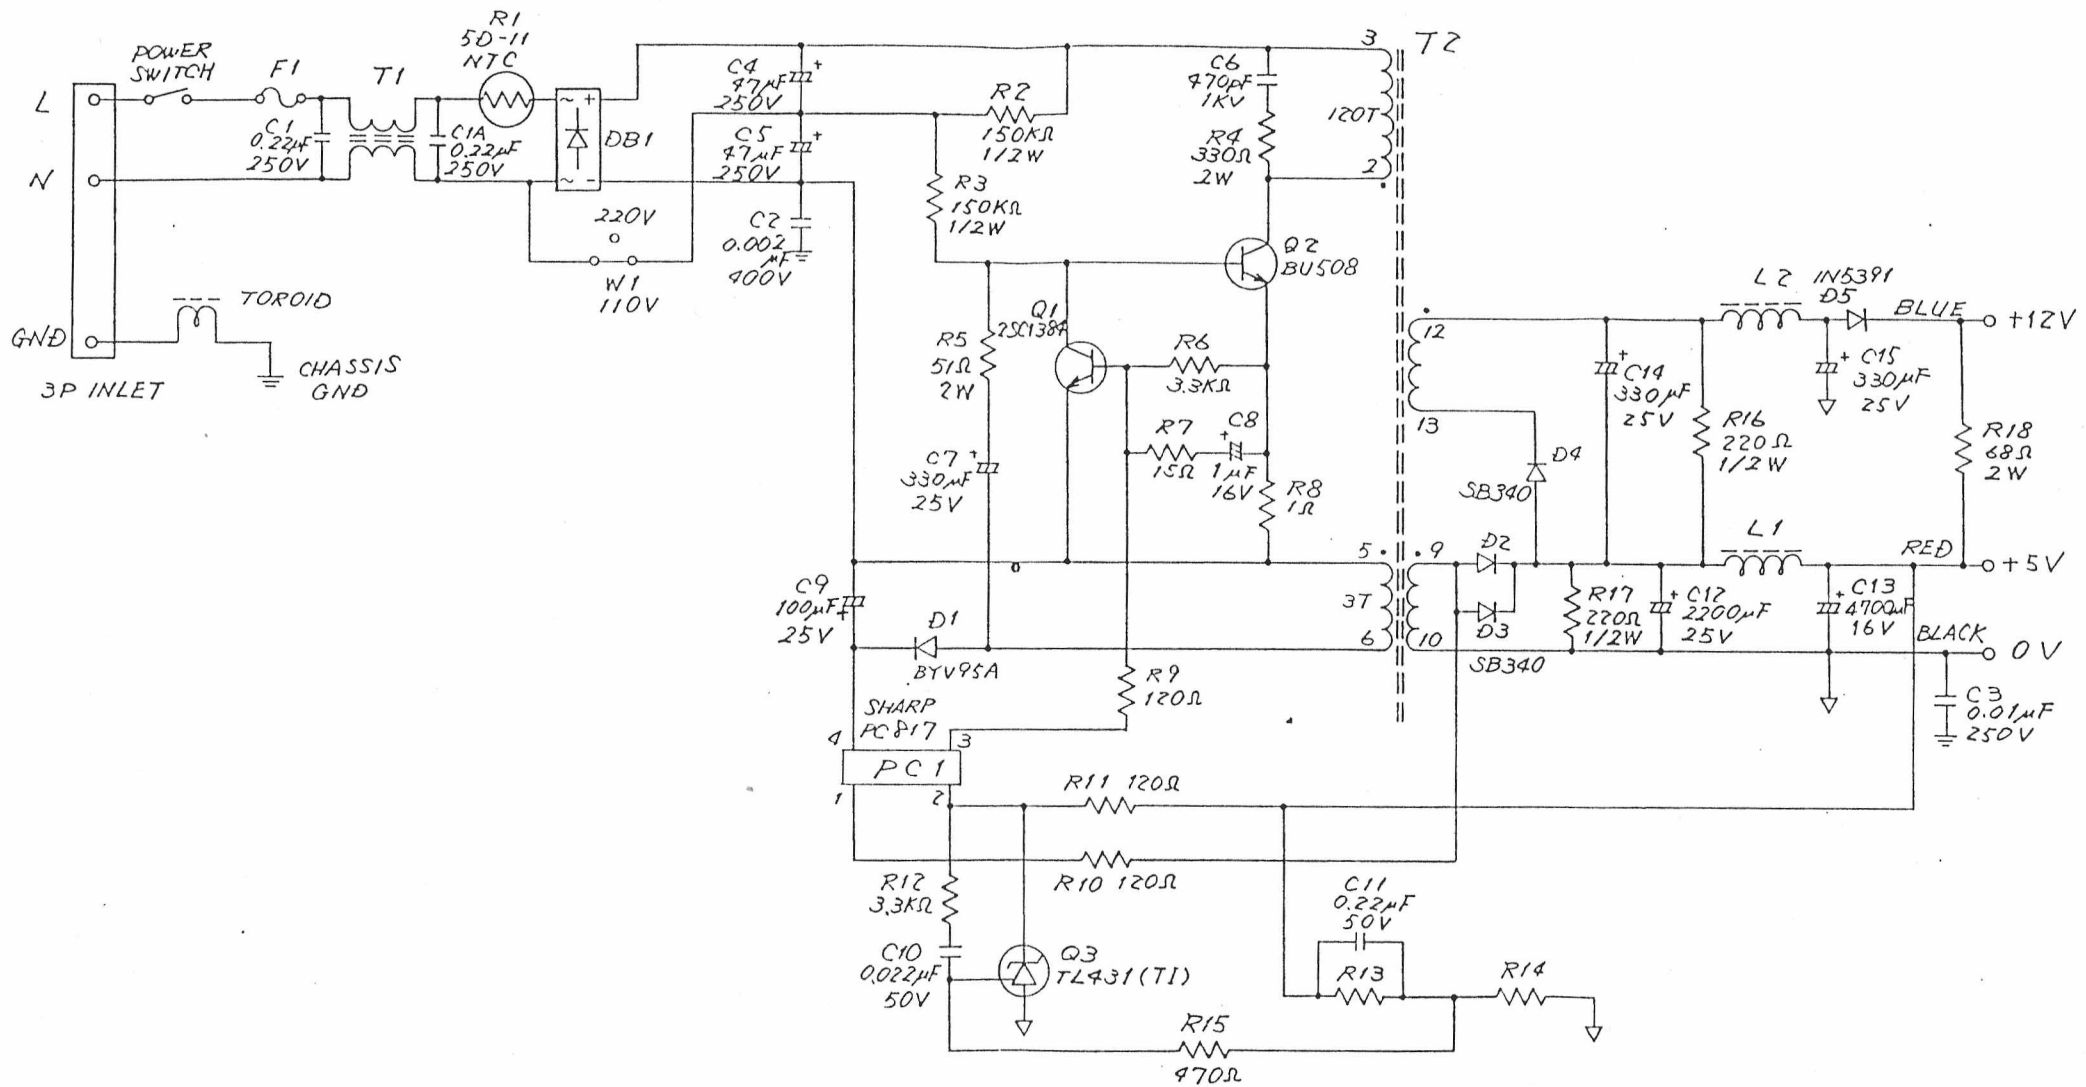 R1
5D-11
NTC
POWER
SWITCH
F1
T1
L
C1
0.22µF
250V
C1A
0.22µF
250V
~ +
~ -
DB1
N
220V
W1
110V
GND
TOROID
CHASSIS
GND
3P INLET
C4
47µF
250V
+
C5
47µF
250V
+
C2
0.002
µF
400V
R2
150KΩ
1/2W
R3
150KΩ
1/2W
C6
470pF
1KV
R4
330Ω
2W
3
120T
2
T2
Q2
BU508
Q1
R5
51Ω
2W
R6
3.3KΩ
R7
15Ω
C8
+
1µF
16V
R8
1Ω
C7
+
330µF
25V
C9
100µF
+
25V
D1
BYV95A
5
3T
6
R9
120Ω
12
13
D4
SB340
9
10
D2
D3
SB340
L2
1N5391
D5
BLUE
+12V
+
C14
330µF
25V
+
C15
330µF
25V
R16
220Ω
1/2W
R18
68Ω
2W
L1
RED
+5V
R17
220Ω
1/2W
+
C12
2200µF
25V
+
C13
4700µF
16V
BLACK
0V
C3
0.01µF
250V
SHARP
PC817
4
3
PC1
1
2
R11 120Ω
R10 120Ω
R12
3.3KΩ
C10
0.022µF
50V
Q3
TL431(TI)
C11
0.22µF
50V
R13
R14
R15
470Ω